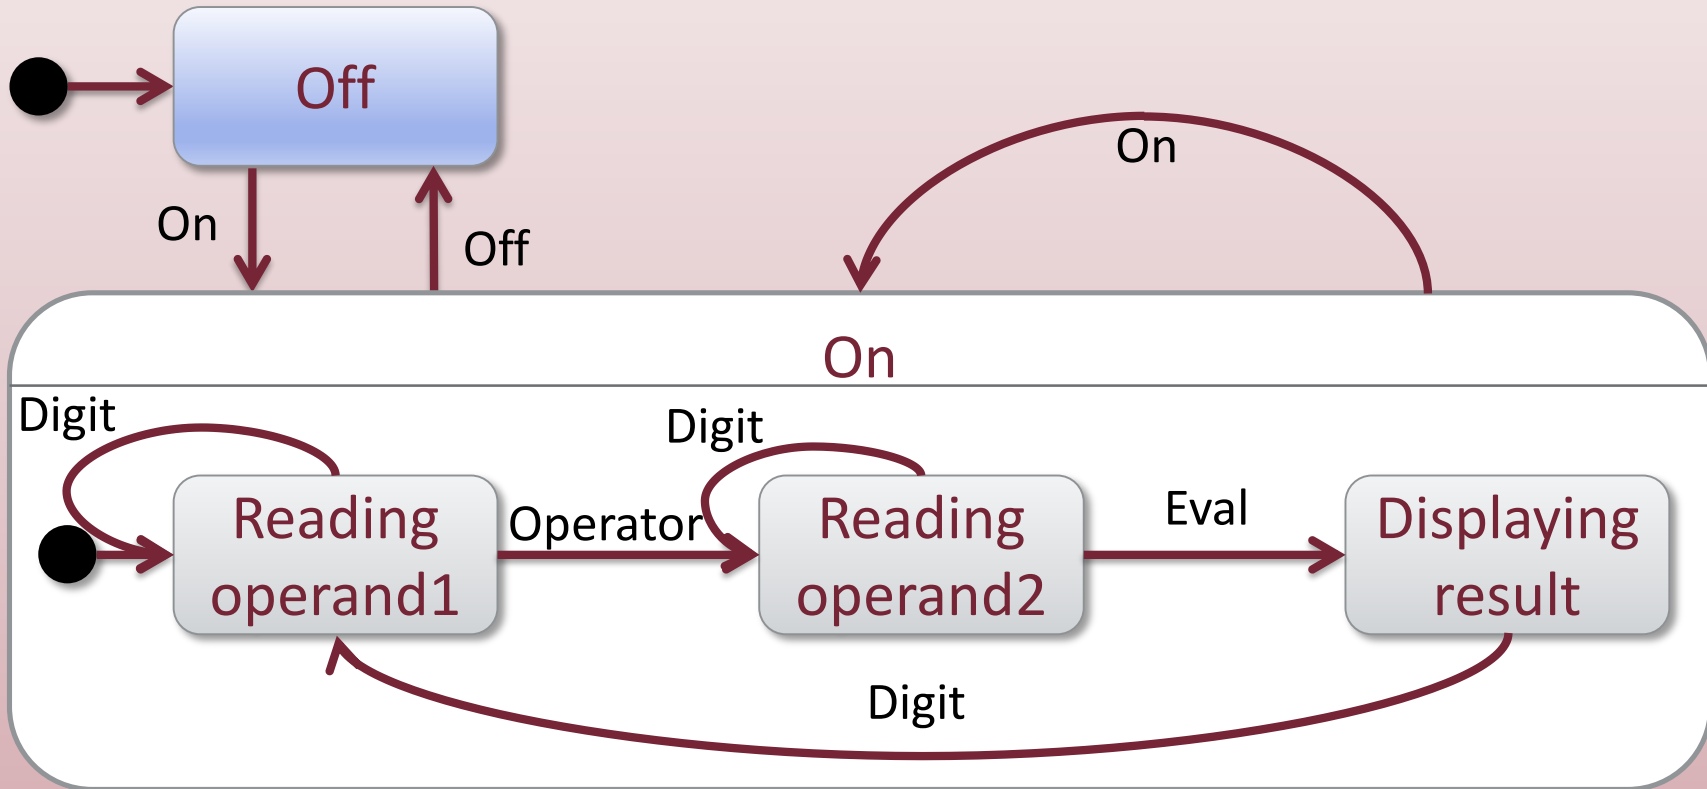 Off
On
On
Off
On
Digit
Digit
Reading
operand1
Operator
Reading
operand2
Eval
Displaying
result
Digit